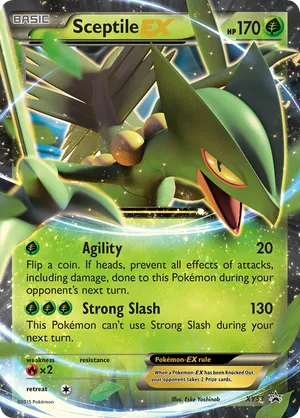 BASIC
Sceptile EX HP 170
Agility 20
Flip a coin. If heads, prevent all effects of attacks,
including damage, done to this Pokémon during your
opponent's next turn.
Strong Slash 130
This Pokémon can't use Strong Slash during your
next turn.
weakness resistance
×2
Pokémon-EX rule
When a Pokémon-EX has been Knocked Out,
your opponent takes 2 Prize cards.
retreat
©2015 Pokémon
Illus. Eske Yoshinob
XY53